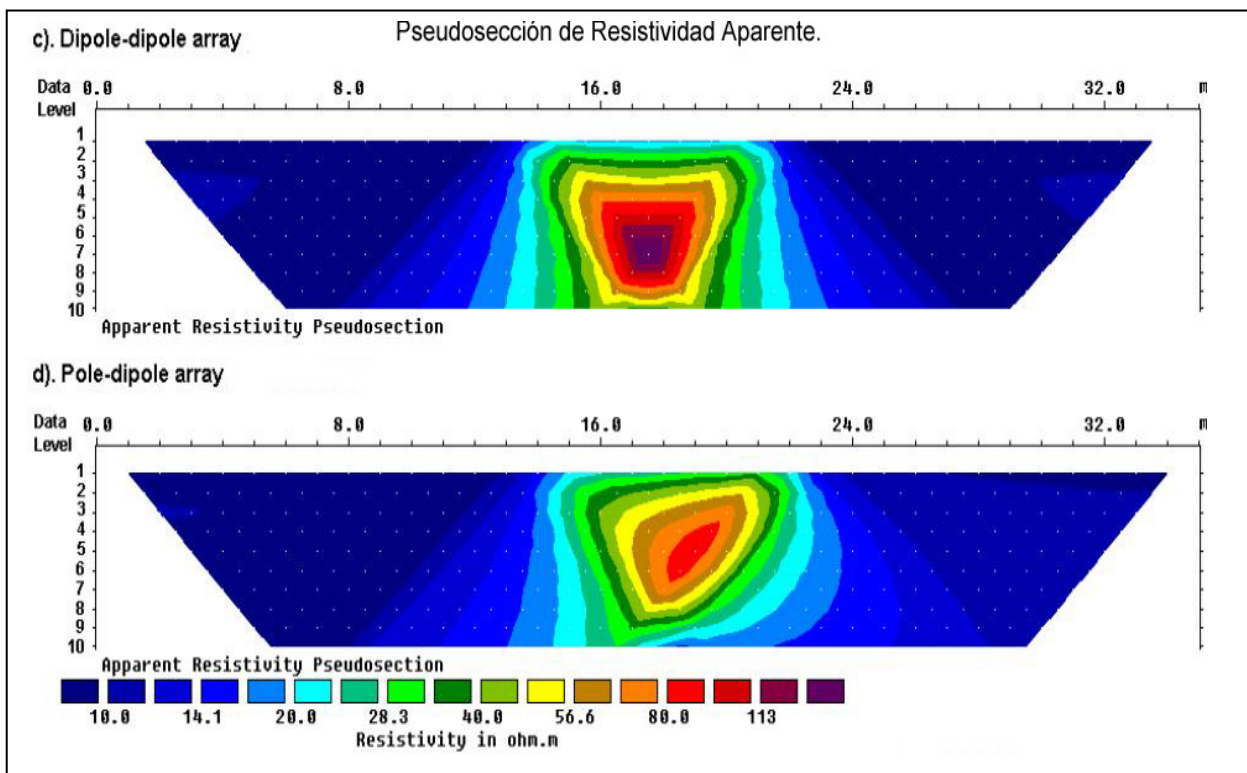 Pseudosección de Resistividad Aparente.
c). Dipole-dipole array
Data 0.0 8.0 16.0 24.0 32.0 m
Level
1
2
3
4
5
6
7
8
9
10
Apparent Resistivity Pseudosection
d). Pole-dipole array
Data 0.0 8.0 16.0 24.0 32.0 m
Level
1
2
3
4
5
6
7
8
9
10
Apparent Resistivity Pseudosection
10.0 14.1 20.0 28.3 40.0 56.6 80.0 113
Resistivity in ohm.m